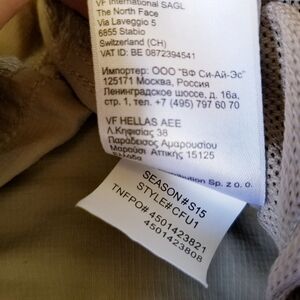 VF International SAGL
The North Face
Via Laveggio 5
6855 Stabio
Switzerland (CH)
VAT ID: BE 0872394541
Импортер: ООО "ВФ Си-Ай-Эс"
125171 Москва, Россия
Ленинградское шоссе, д. 16а,
стр. 1, тел. +7 (495) 797 60 70
VF HELLAS AEE
Λ.Κηφισίας 38
Παράδεισος Αμαρουσίου
Μαρούσι Αττικής 15125
Distribution Sp. z o.o.
SEASON#S15
STYLE#CFU1
TNFPO# 4501423821
4501423808